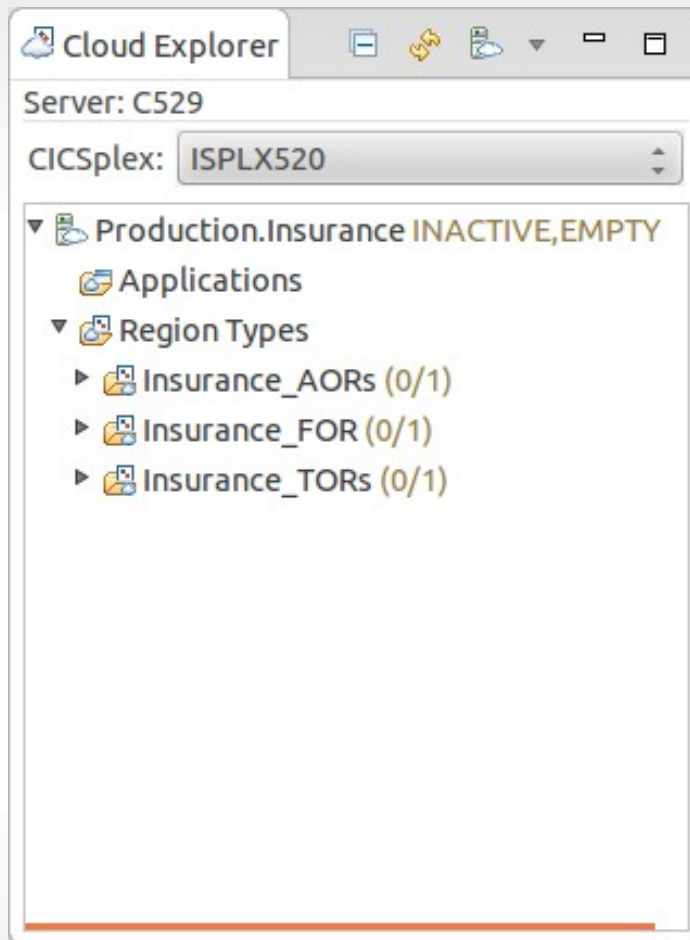 Cloud Explorer
Server: C529
CICSplex: ISPLX520
Production.Insurance INACTIVE,EMPTY
Applications
Region Types
Insurance_AORs (0/1)
Insurance_FOR (0/1)
Insurance_TORs (0/1)